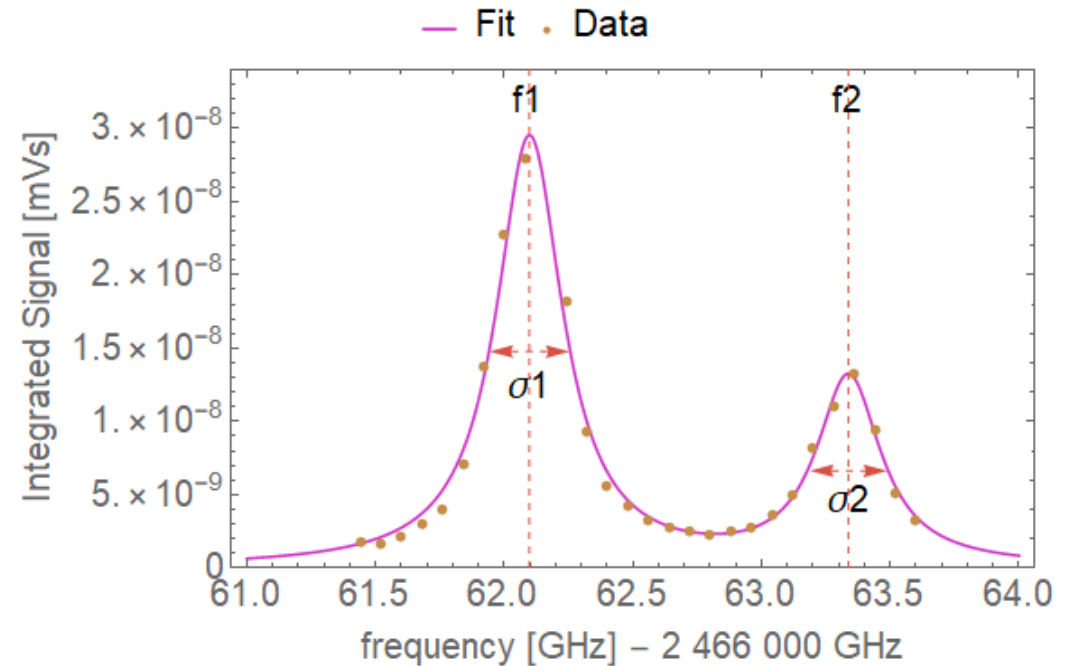 Fit Data
f1 f2
3. × 10⁻⁸
2.5 × 10⁻⁸
2. × 10⁻⁸
1.5 × 10⁻⁸
σ1
1. × 10⁻⁸
5. × 10⁻⁹
σ2
0
61.0 61.5 62.0 62.5 63.0 63.5 64.0
frequency [GHz] − 2 466 000 GHz
Integrated Signal [mVs]